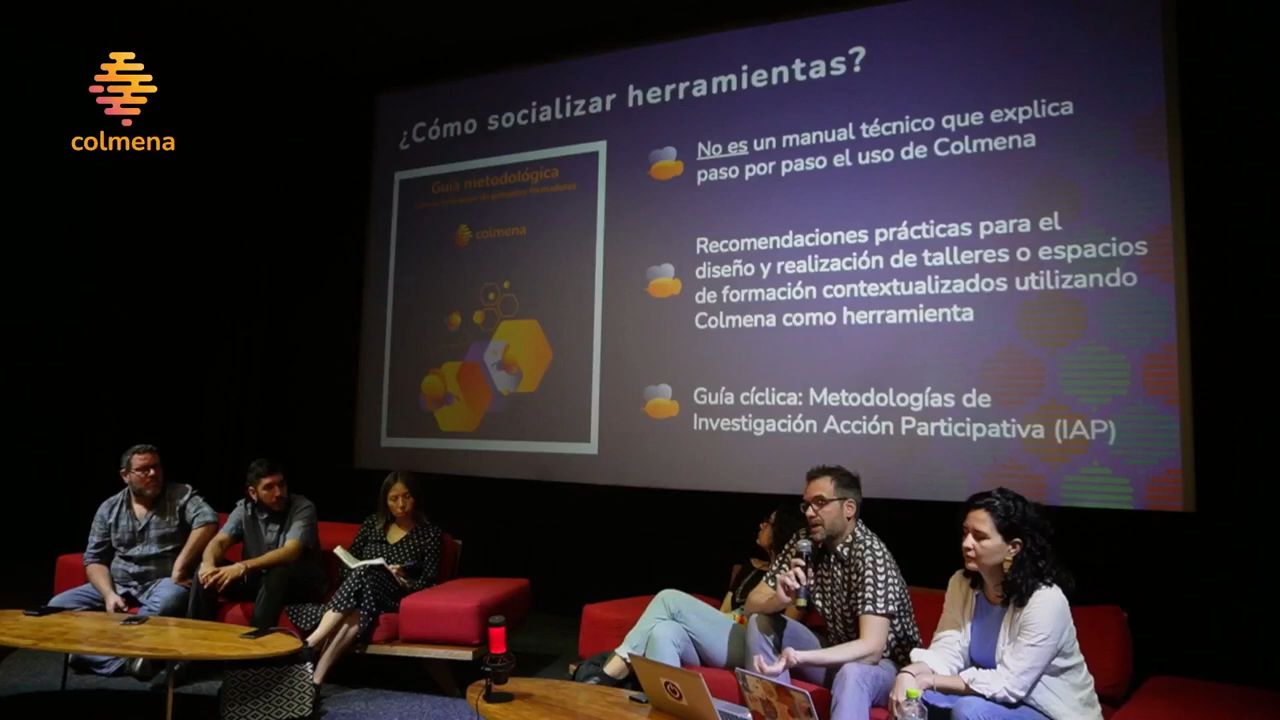 colmena
¿Cómo socializar herramientas?
Guía metodológica
colmena
No es un manual técnico que explica
paso por paso el uso de Colmena
Recomendaciones prácticas para el
diseño y realización de talleres o espacios
de formación contextualizados utilizando
Colmena como herramienta
Guía cíclica: Metodologías de
Investigación Acción Participativa (IAP)